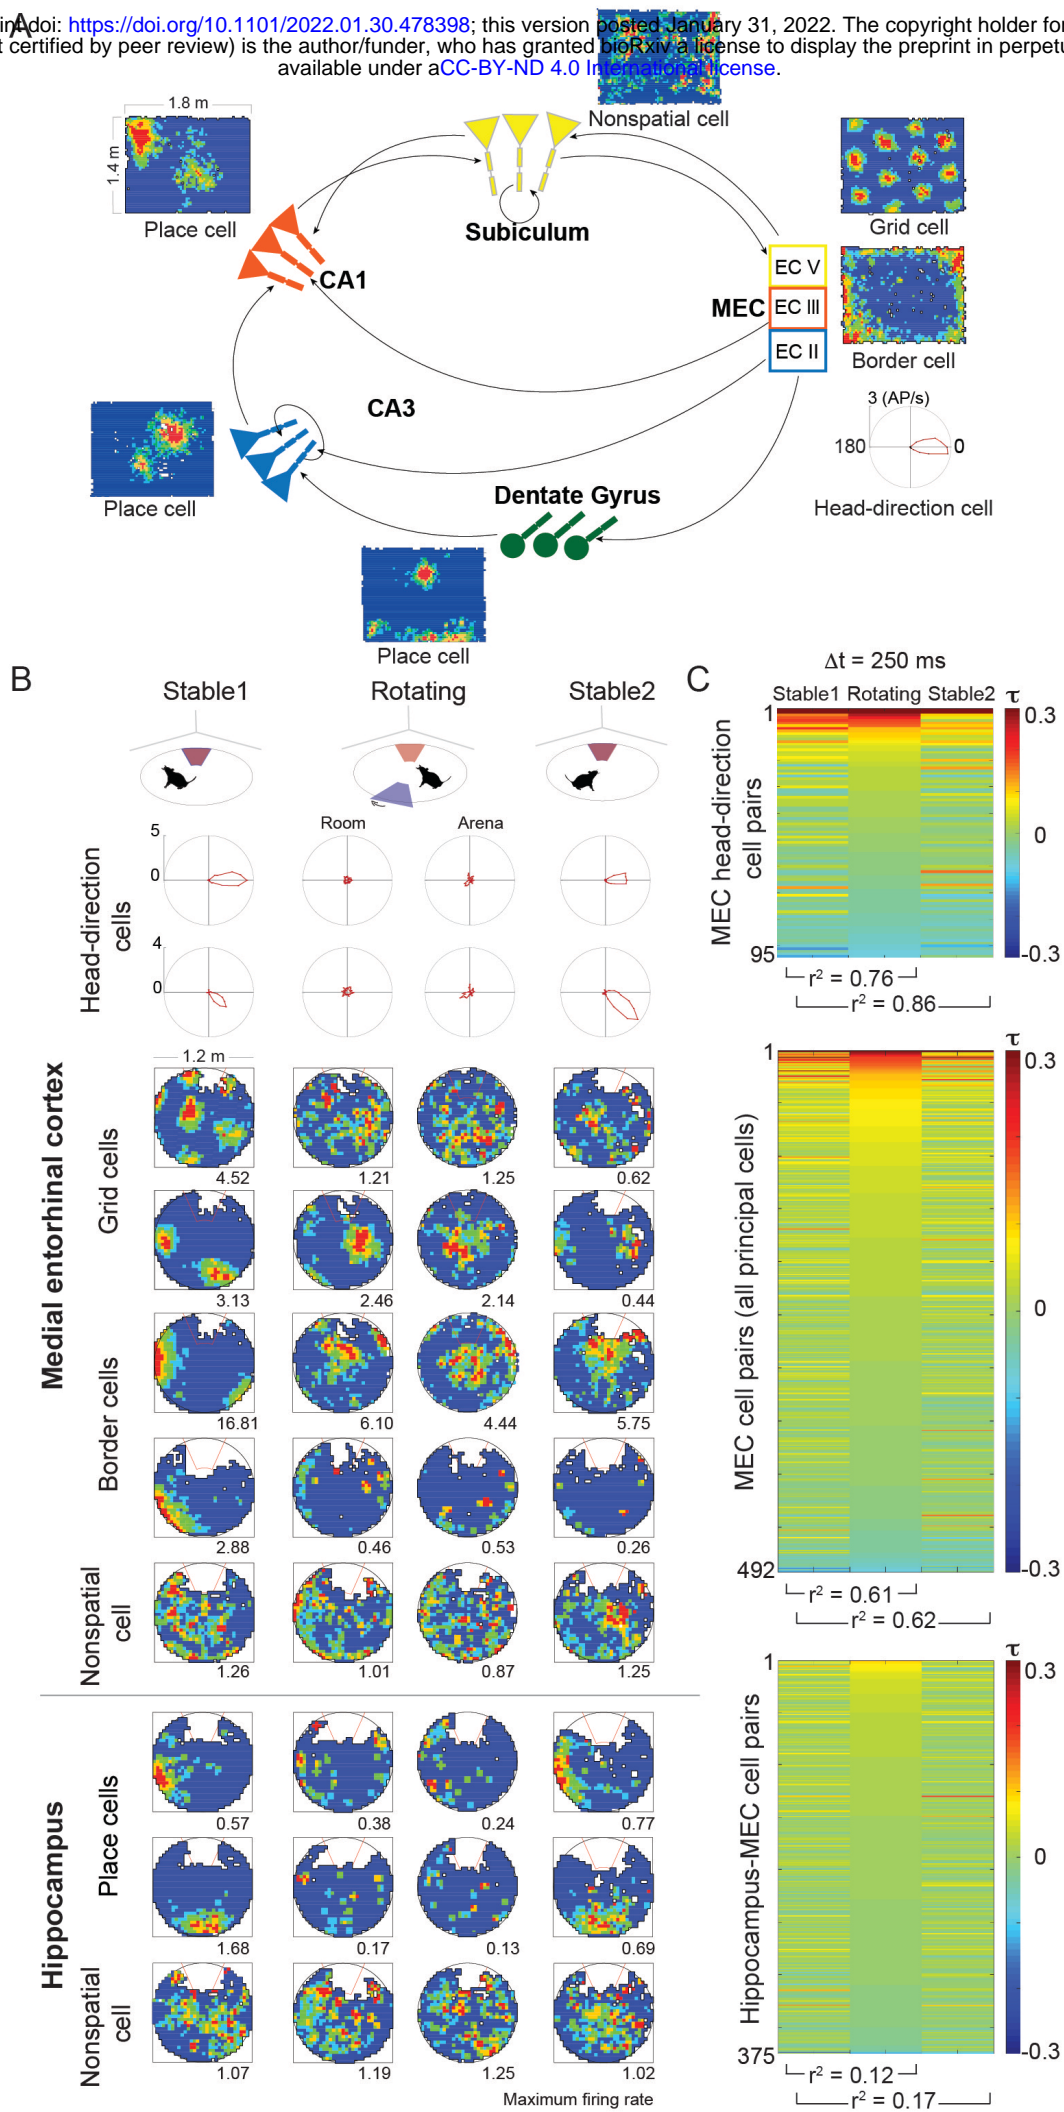 A
in doi: https://doi.org/10.1101/2022.01.30.478398; this version posted January 31, 2022. The copyright holder for
t certified by peer review) is the author/funder, who has granted bioRxiv a license to display the preprint in perpetu
available under aCC-BY-ND 4.0 International license.
1.8 m
1.4 m
Place cell
Nonspatial cell
Subiculum
Grid cell
CA1
EC V
MEC
EC III
EC II
Border cell
CA3
3 (AP/s)
180
0
Head-direction cell
Place cell
Dentate Gyrus
Place cell
B
Stable1
Rotating
Stable2
Room
Arena
Head-direction
cells
5
0
4
0
Medial entorhinal cortex
1.2 m
Grid cells
4.52
1.21
1.25
0.62
3.13
2.46
2.14
0.44
Border cells
16.81
6.10
4.44
5.75
2.88
0.46
0.53
0.26
Nonspatial
cell
1.26
1.01
0.87
1.25
Hippocampus
Place cells
0.57
0.38
0.24
0.77
1.68
0.17
0.13
0.69
Nonspatial
cell
1.07
1.19
1.25
1.02
Maximum firing rate
C
Δt = 250 ms
Stable1 Rotating Stable2
τ
1
0.3
MEC head-direction
cell pairs
0
95
-0.3
r² = 0.76
r² = 0.86
τ
1
0.3
MEC cell pairs (all principal cells)
0
492
-0.3
r² = 0.61
r² = 0.62
τ
1
0.3
Hippocampus-MEC cell pairs
0
375
-0.3
r² = 0.12
r² = 0.17